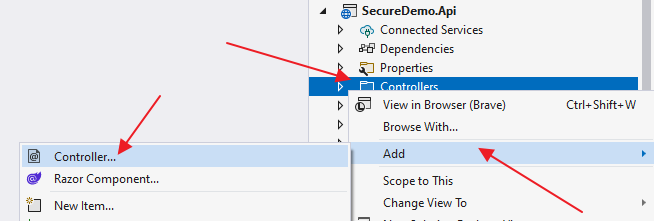 SecureDemo.Api
Connected Services
Dependencies
Properties
Controllers
View in Browser (Brave) Ctrl+Shift+W
Browse With...
Add
Controller...
Razor Component...
New Item...
Scope to This
Change View To